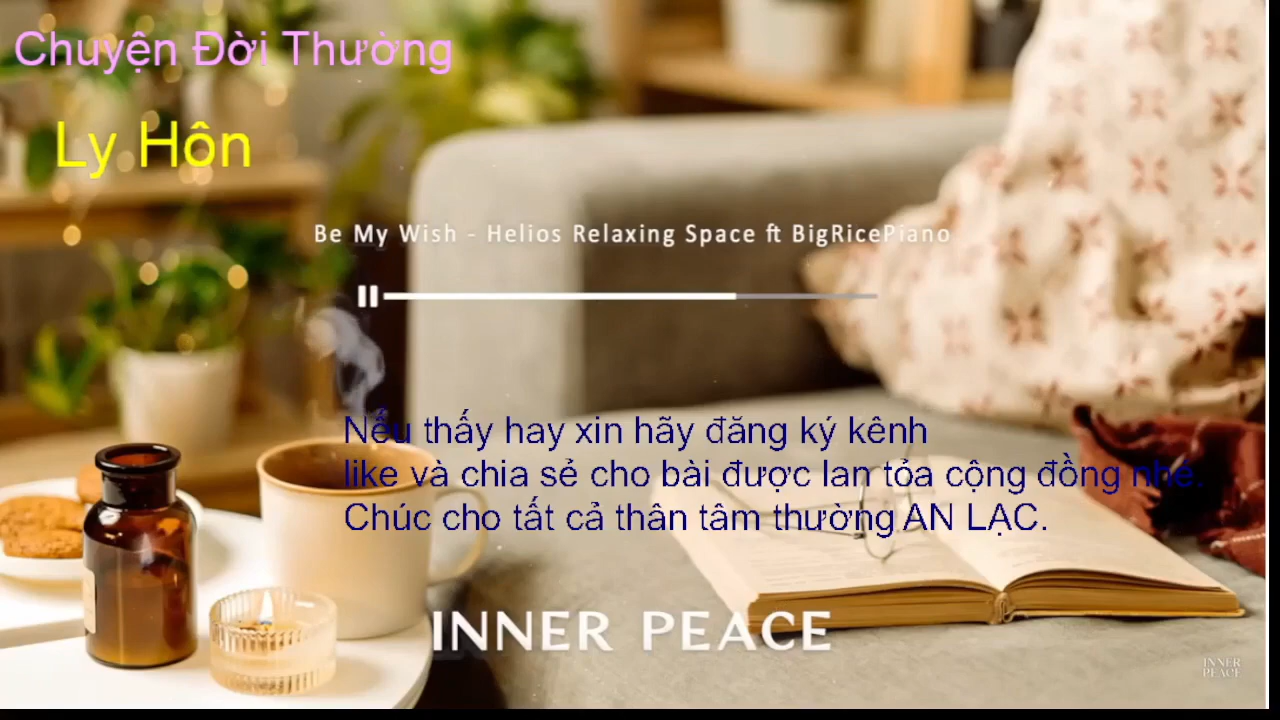 Chuyện Đời Thường
Ly Hôn
Be My Wish - Helios Relaxing Space ft BigRicePiano
Nếu thấy hay xin hãy đăng ký kênh
like và chia sẻ cho bài được lan tỏa cộng đồng nhé.
Chúc cho tất cả thân tâm thường AN LẠC.
INNER PEACE
INNER
PEACE